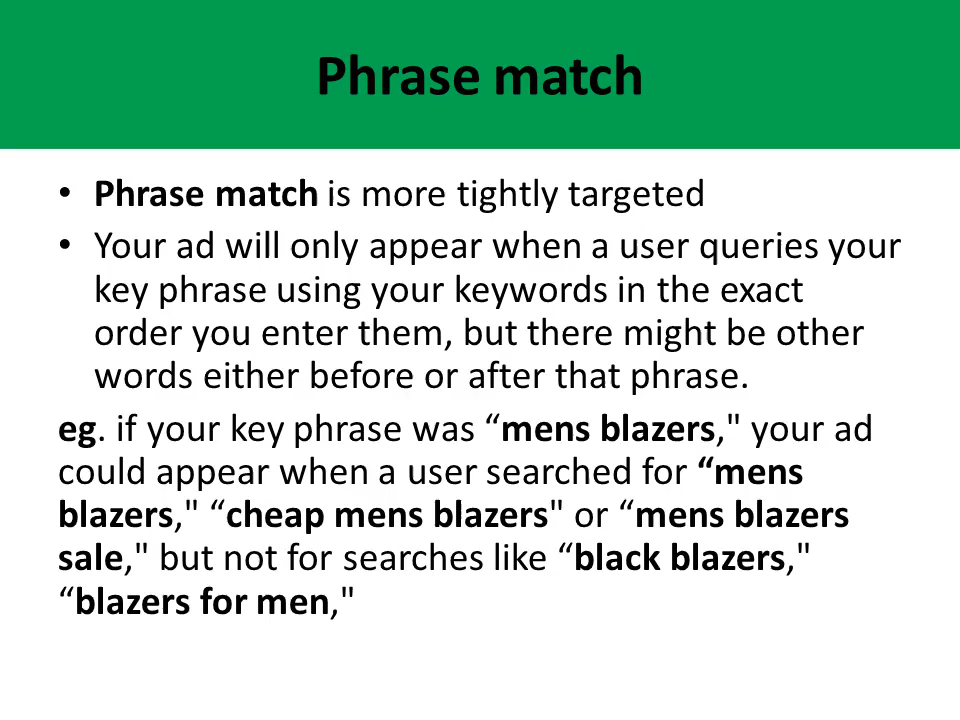 Phrase match
• Phrase match is more tightly targeted
• Your ad will only appear when a user queries your
key phrase using your keywords in the exact
order you enter them, but there might be other
words either before or after that phrase.
eg. if your key phrase was “mens blazers," your ad
could appear when a user searched for “mens
blazers," “cheap mens blazers" or “mens blazers
sale," but not for searches like “black blazers,"
“blazers for men,"